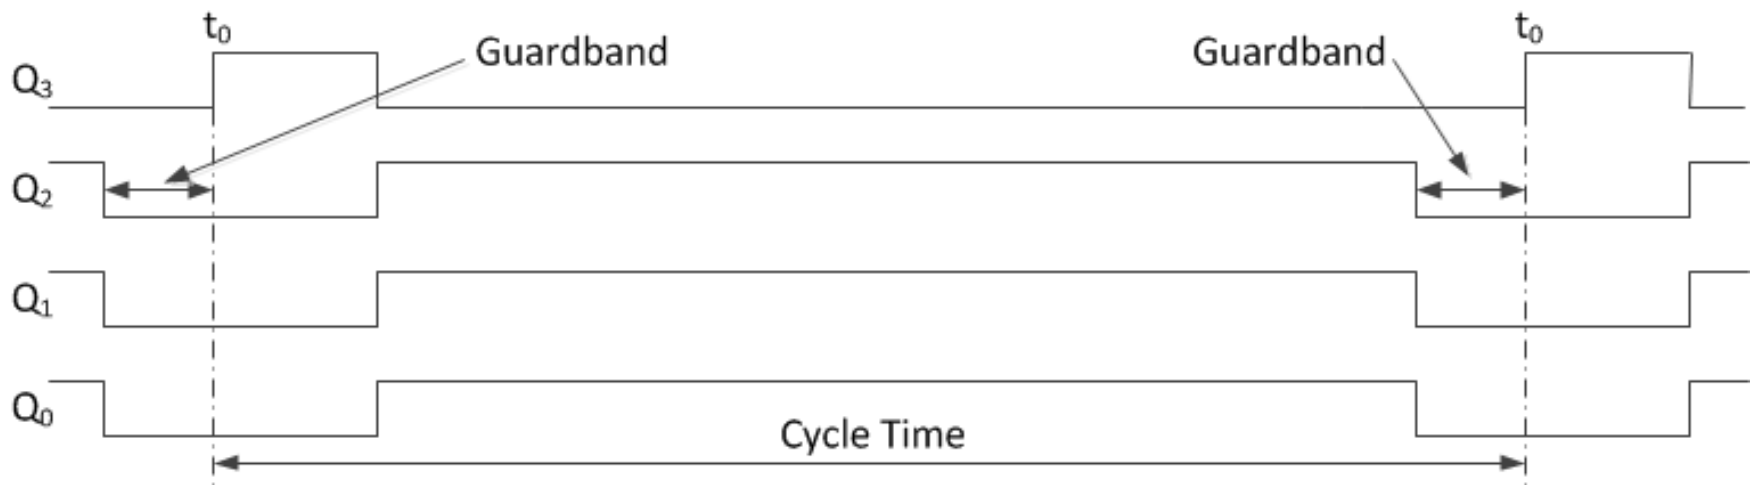 t₀ t₀
Guardband Guardband
Q₃
Q₂
Q₁
Q₀
Cycle Time